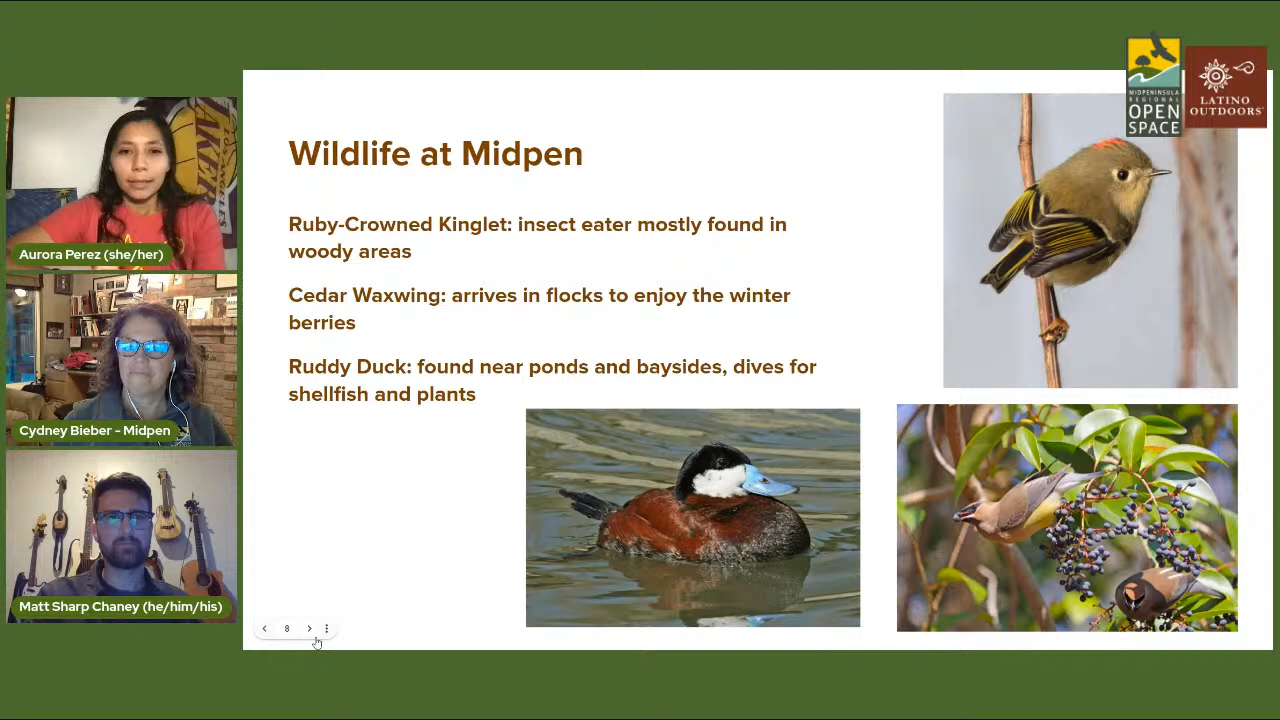 MIDPENINSULA
REGIONAL
OPEN
SPACE
LATINO
OUTDOORS
Wildlife at Midpen
Ruby-Crowned Kinglet: insect eater mostly found in
woody areas
Cedar Waxwing: arrives in flocks to enjoy the winter
berries
Ruddy Duck: found near ponds and baysides, dives for
shellfish and plants
LAKERS
Aurora Perez (she/her)
Cydney Bieber - Midpen
Matt Sharp Chaney (he/him/his)
8